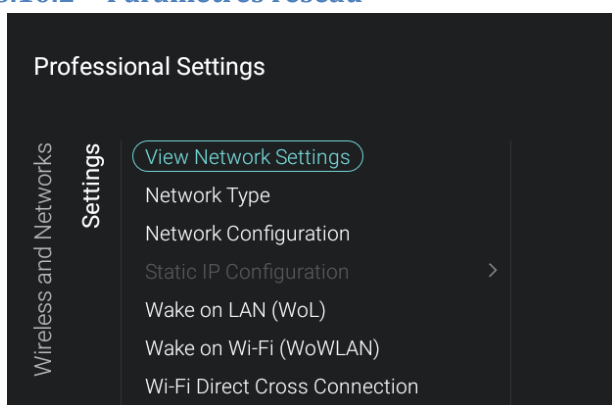 Paramètres réseau
Professional Settings
Wireless and Networks
Settings
View Network Settings
Network Type
Network Configuration
Static IP Configuration
Wake on LAN (WoL)
Wake on Wi-Fi (WoWLAN)
Wi-Fi Direct Cross Connection